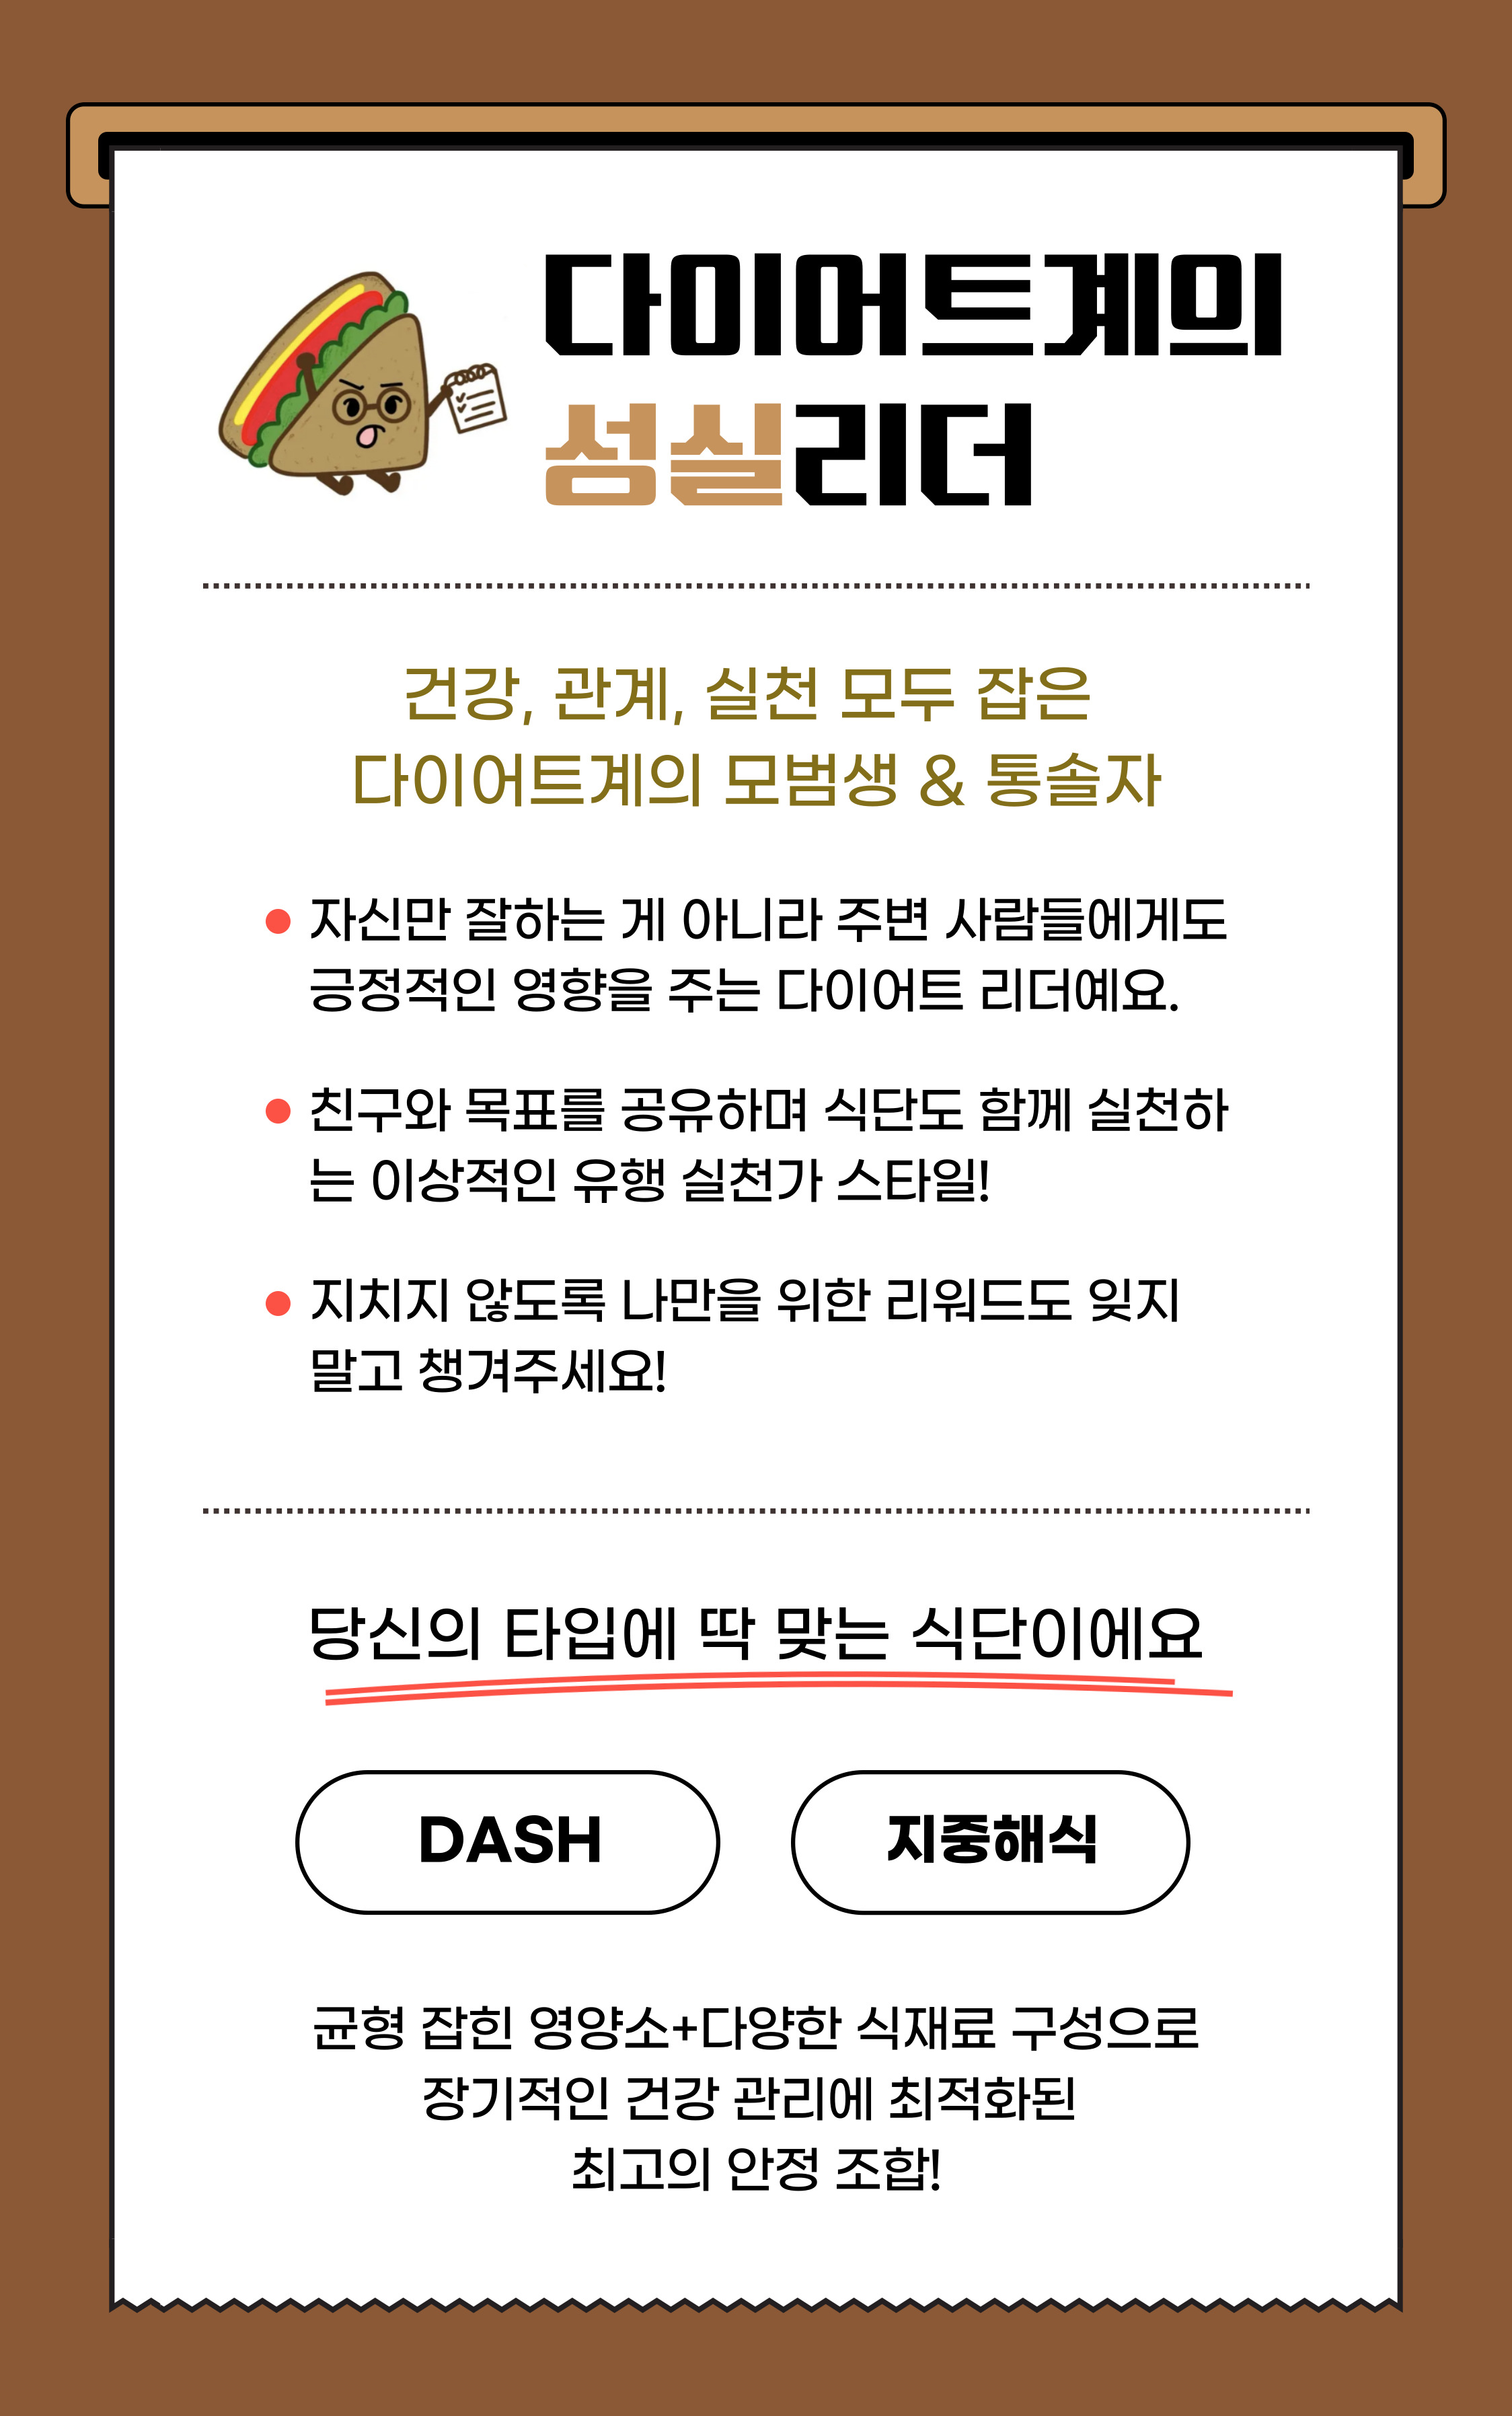 다이어트계의
성실리더
건강, 관계, 실천 모두 잡은
다이어트계의 모범생 & 통솔자
자신만 잘하는 게 아니라 주변 사람들에게도
긍정적인 영향을 주는 다이어트 리더예요.
친구와 목표를 공유하며 식단도 함께 실천하
는 이상적인 유행 실천가 스타일!
지치지 않도록 나만을 위한 리워드도 잊지
말고 챙겨주세요!
당신의 타입에 딱 맞는 식단이에요
DASH
지중해식
균형 잡힌 영양소+다양한 식재료 구성으로
장기적인 건강 관리에 최적화된
최고의 안정 조합!